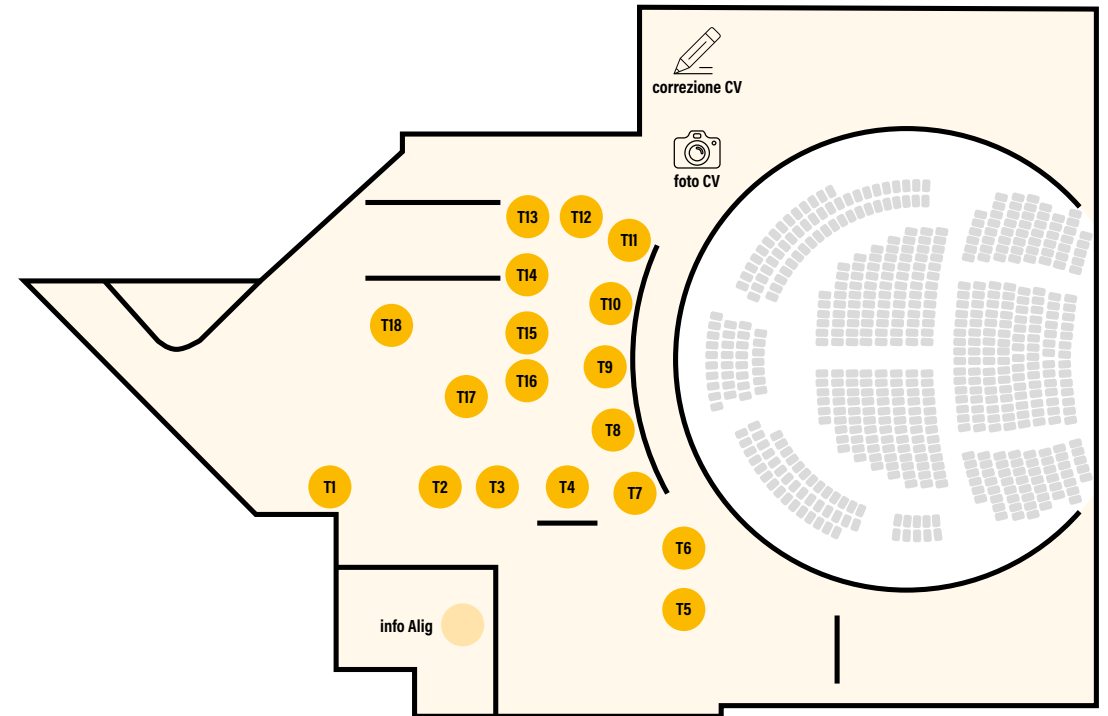 correzione CV
foto CV
T13
T12
T11
T14
T10
T18
T15
T9
T16
T17
T8
T1
T2
T3
T4
T7
T6
T5
info Alig